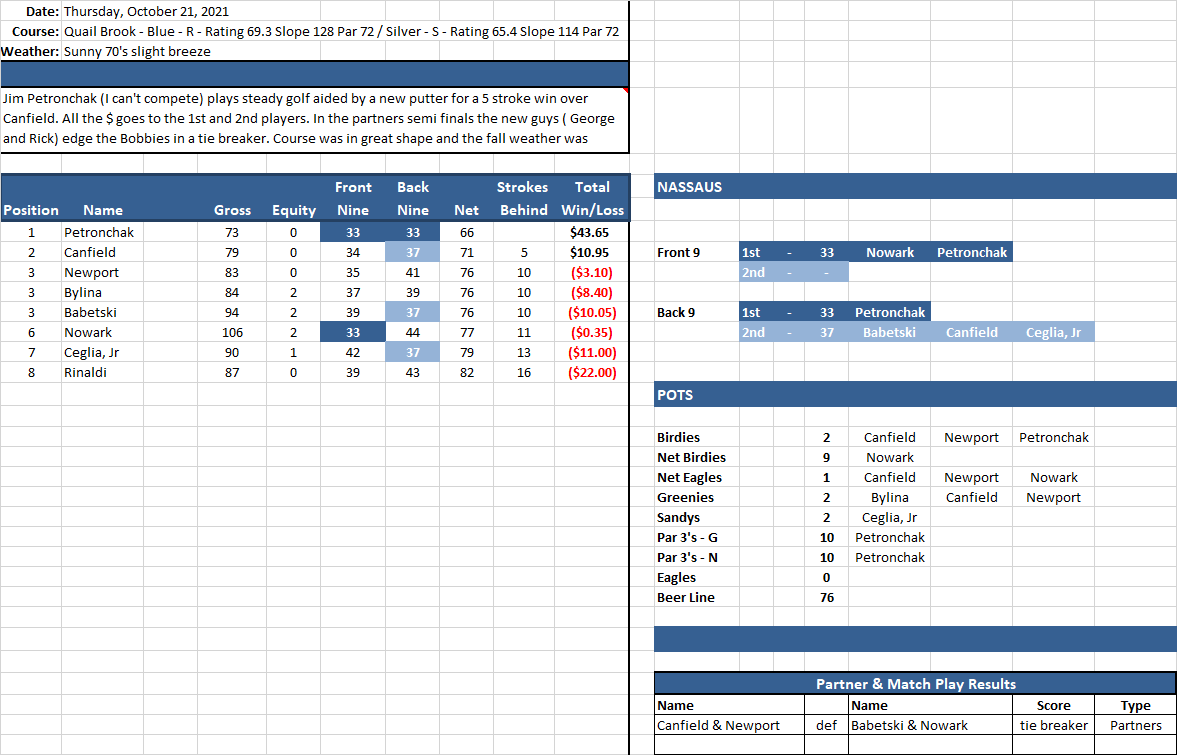 Date: Thursday, October 21, 2021
Course: Quail Brook - Blue - R - Rating 69.3 Slope 128 Par 72 / Silver - S - Rating 65.4 Slope 114 Par 72
Weather: Sunny 70's slight breeze
Jim Petronchak (I can't compete) plays steady golf aided by a new putter for a 5 stroke win over
Canfield. All the $ goes to the 1st and 2nd players. In the partners semi finals the new guys ( George
and Rick) edge the Bobbies in a tie breaker. Course was in great shape and the fall weather was
Front Back Strokes Total
Position Name Gross Equity Nine Nine Net Behind Win/Loss
1 Petronchak 73 0 33 33 66 $43.65
2 Canfield 79 0 34 37 71 5 $10.95
3 Newport 83 0 35 41 76 10 ($3.10)
3 Bylina 84 2 37 39 76 10 ($8.40)
3 Babetski 94 2 39 37 76 10 ($10.05)
6 Nowark 106 2 33 44 77 11 ($0.35)
7 Ceglia, Jr 90 1 42 37 79 13 ($11.00)
8 Rinaldi 87 0 39 43 82 16 ($22.00)
NASSAUS
Front 9 1st - 33 Nowark Petronchak
2nd - -
Back 9 1st - 33 Petronchak
2nd - 37 Babetski Canfield Ceglia, Jr
POTS
Birdies 2 Canfield Newport Petronchak
Net Birdies 9 Nowark
Net Eagles 1 Canfield Newport Nowark
Greenies 2 Bylina Canfield Newport
Sandys 2 Ceglia, Jr
Par 3's - G 10 Petronchak
Par 3's - N 10 Petronchak
Eagles 0
Beer Line 76
Partner & Match Play Results
Name Name Score Type
Canfield & Newport def Babetski & Nowark tie breaker Partners